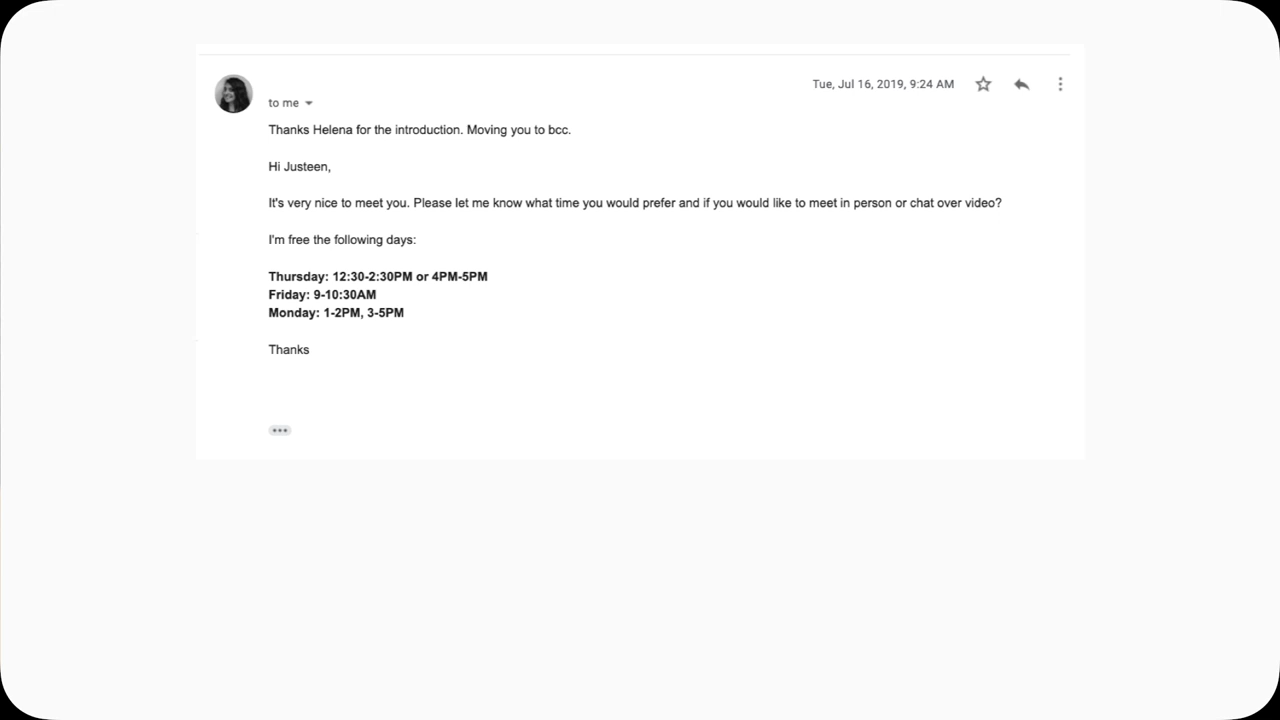 Tue, Jul 16, 2019, 9:24 AM
to me
Thanks Helena for the introduction. Moving you to bcc.
Hi Justeen,
It's very nice to meet you. Please let me know what time you would prefer and if you would like to meet in person or chat over video?
I'm free the following days:
Thursday: 12:30-2:30PM or 4PM-5PM
Friday: 9-10:30AM
Monday: 1-2PM, 3-5PM
Thanks